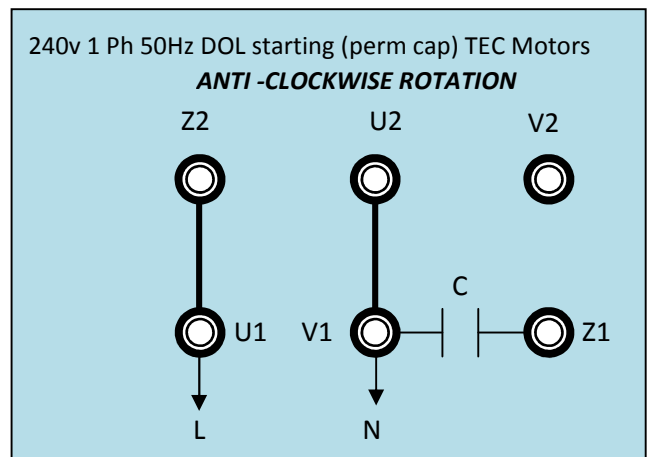 240v 1 Ph 50Hz DOL starting (perm cap) TEC Motors
ANTI -CLOCKWISE ROTATION
Z2 U2 V2
C
U1 V1 Z1
L N